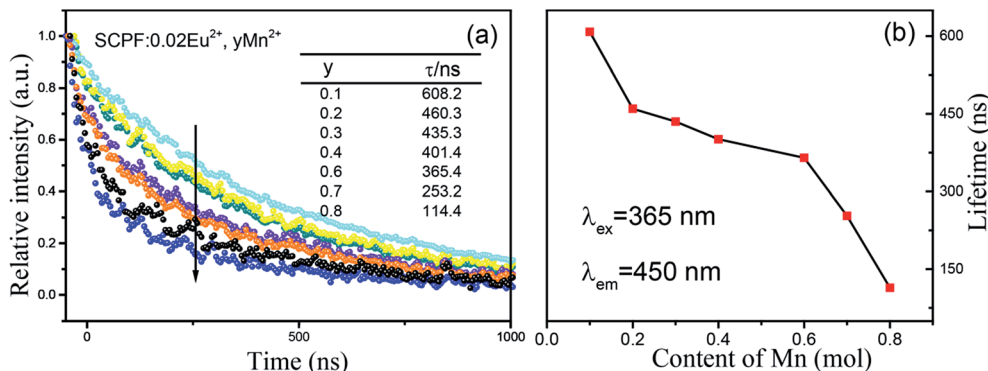 (a)
SCPF:0.02Eu²⁺, yMn²⁺
y τ/ns
0.1 608.2
0.2 460.3
0.3 435.3
0.4 401.4
0.6 365.4
0.7 253.2
0.8 114.4
Relative intensity (a.u.)
1.0
0.8
0.6
0.4
0.2
0.0
0 500 1000
Time (ns)
(b)
λex=365 nm
λem=450 nm
600
450
300
150
Lifetime (ns)
0.0 0.2 0.4 0.6 0.8
Content of Mn (mol)